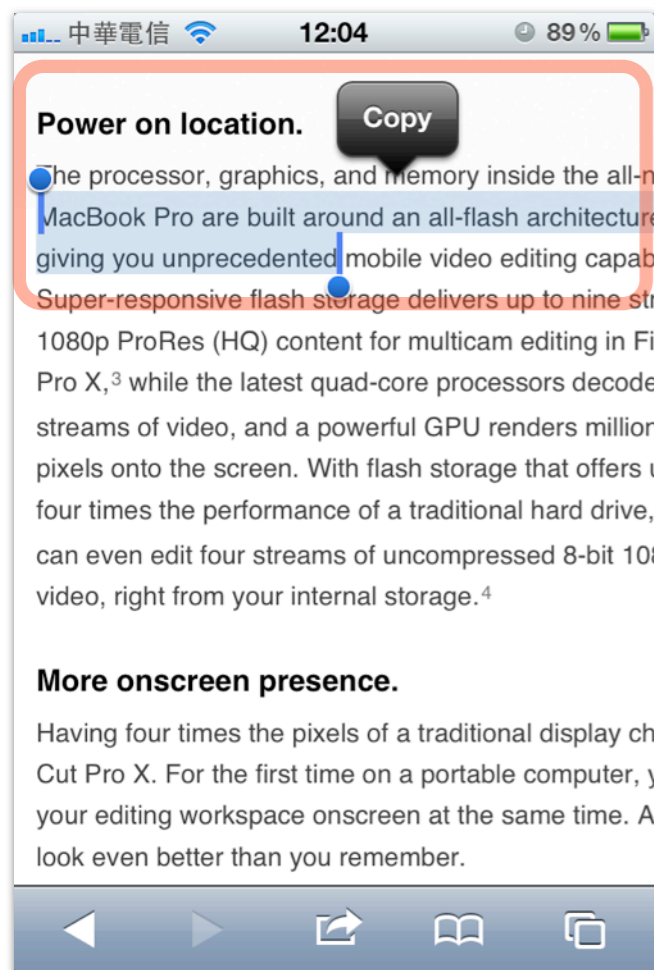 中華電信 12:04 89%
Copy
Power on location.
The processor, graphics, and memory inside the all-n
MacBook Pro are built around an all-flash architecture
giving you unprecedented mobile video editing capab
Super-responsive flash storage delivers up to nine str
1080p ProRes (HQ) content for multicam editing in Fi
Pro X,³ while the latest quad-core processors decode
streams of video, and a powerful GPU renders million
pixels onto the screen. With flash storage that offers u
four times the performance of a traditional hard drive,
can even edit four streams of uncompressed 8-bit 108
video, right from your internal storage.⁴
More onscreen presence.
Having four times the pixels of a traditional display ch
Cut Pro X. For the first time on a portable computer, y
your editing workspace onscreen at the same time. A
look even better than you remember.